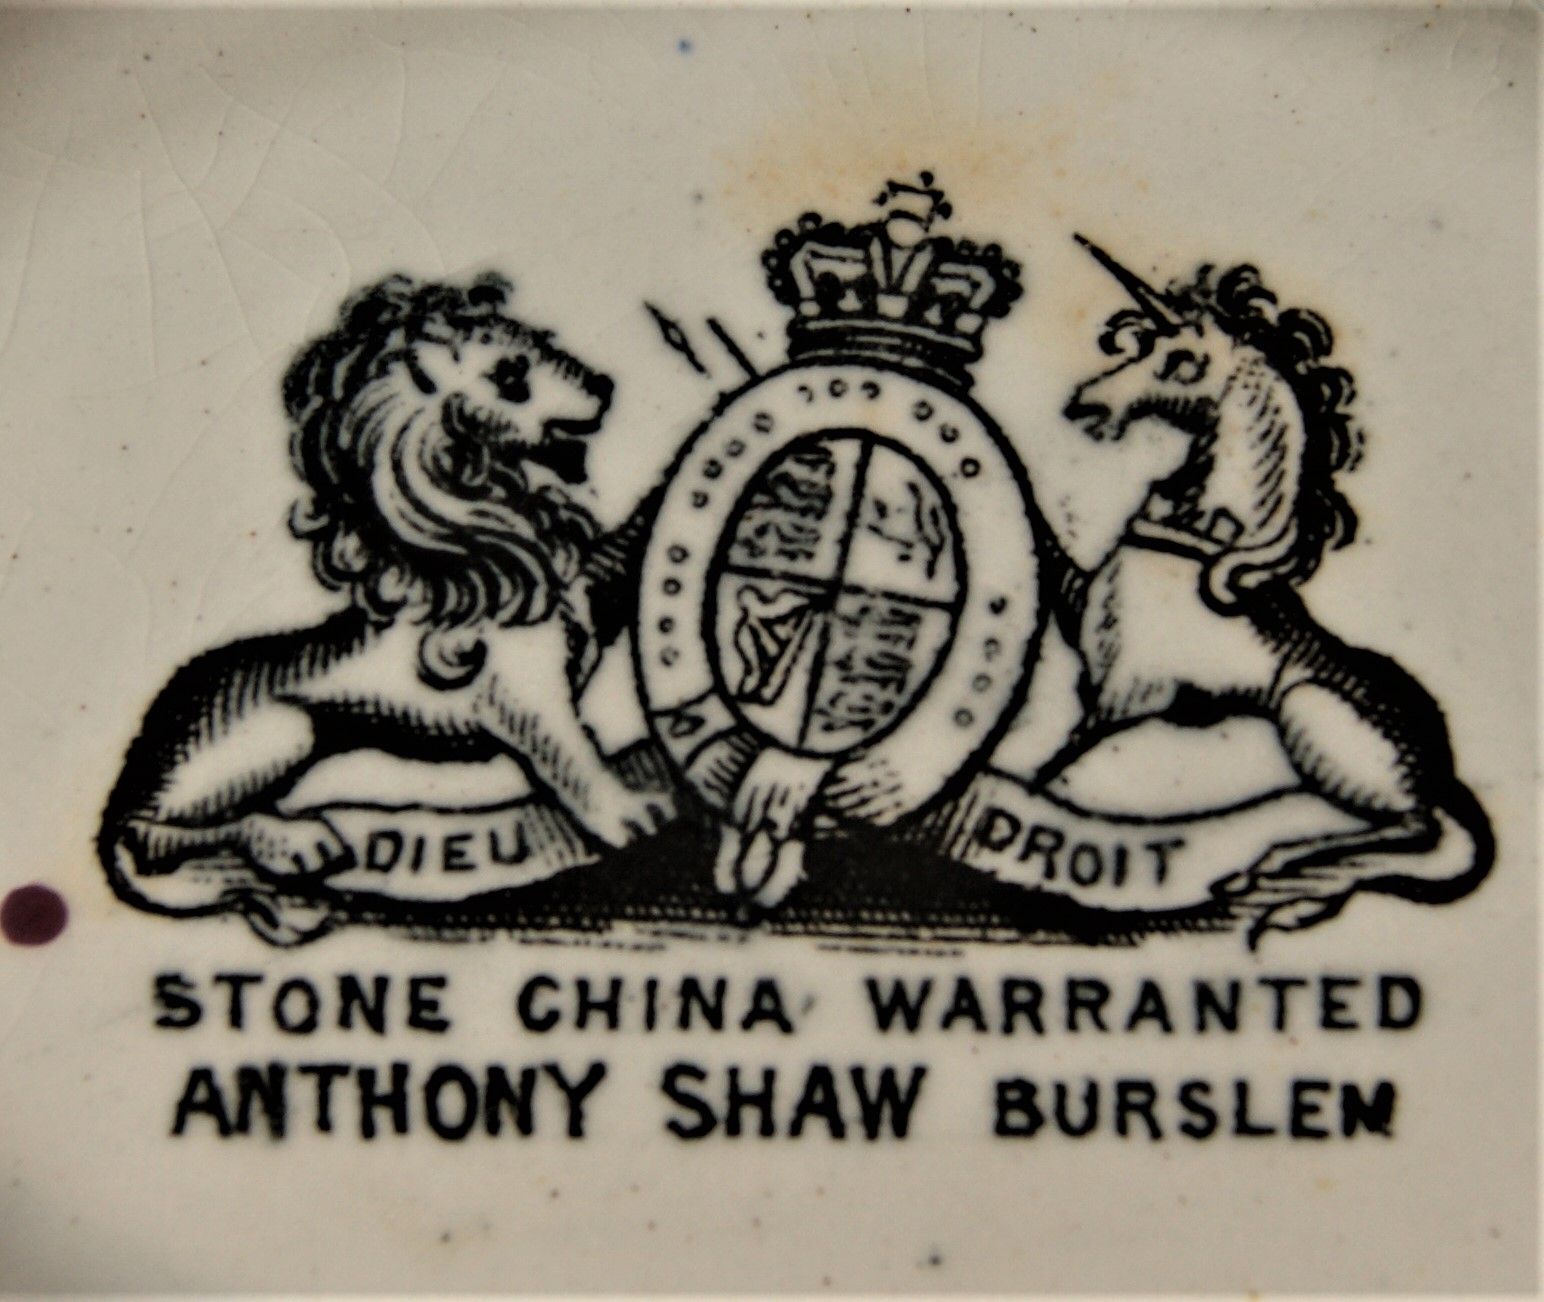 DIEU DROIT
STONE CHINA WARRANTED
ANTHONY SHAW BURSLEM